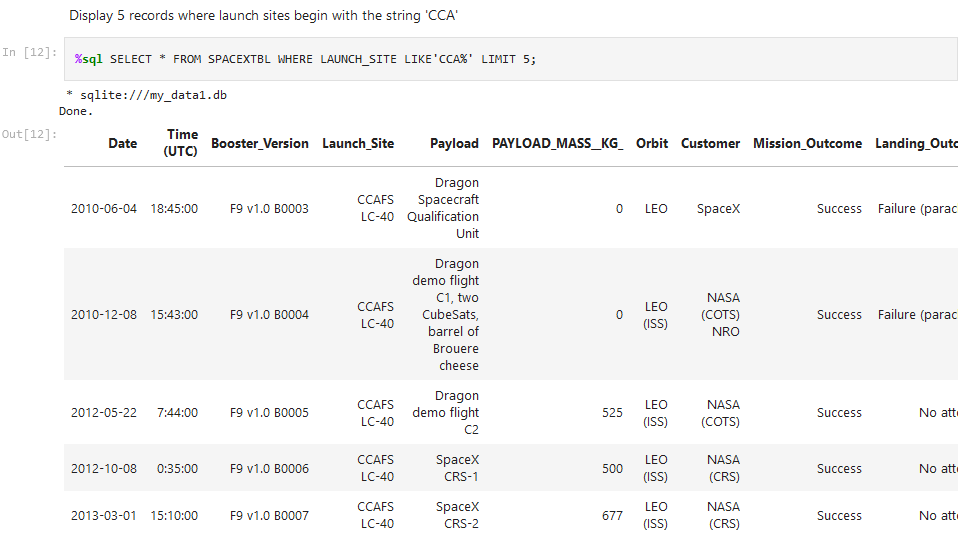 Display 5 records where launch sites begin with the string 'CCA'
In [12]: %sql SELECT * FROM SPACEXTBL WHERE LAUNCH_SITE LIKE'CCA%' LIMIT 5;
* sqlite:///my_data1.db
Done.
Out[12]:
Date Time (UTC) Booster_Version Launch_Site Payload PAYLOAD_MASS__KG_ Orbit Customer Mission_Outcome Landing_Outc
2010-06-04 18:45:00 F9 v1.0 B0003 CCAFS LC-40 Dragon Spacecraft Qualification Unit 0 LEO SpaceX Success Failure (parac
2010-12-08 15:43:00 F9 v1.0 B0004 CCAFS LC-40 Dragon demo flight C1, two CubeSats, barrel of Brouere cheese 0 LEO (ISS) NASA (COTS) NRO Success Failure (parac
2012-05-22 7:44:00 F9 v1.0 B0005 CCAFS LC-40 Dragon demo flight C2 525 LEO (ISS) NASA (COTS) Success No atte
2012-10-08 0:35:00 F9 v1.0 B0006 CCAFS LC-40 SpaceX CRS-1 500 LEO (ISS) NASA (CRS) Success No atte
2013-03-01 15:10:00 F9 v1.0 B0007 CCAFS LC-40 SpaceX CRS-2 677 LEO (ISS) NASA (CRS) Success No atte